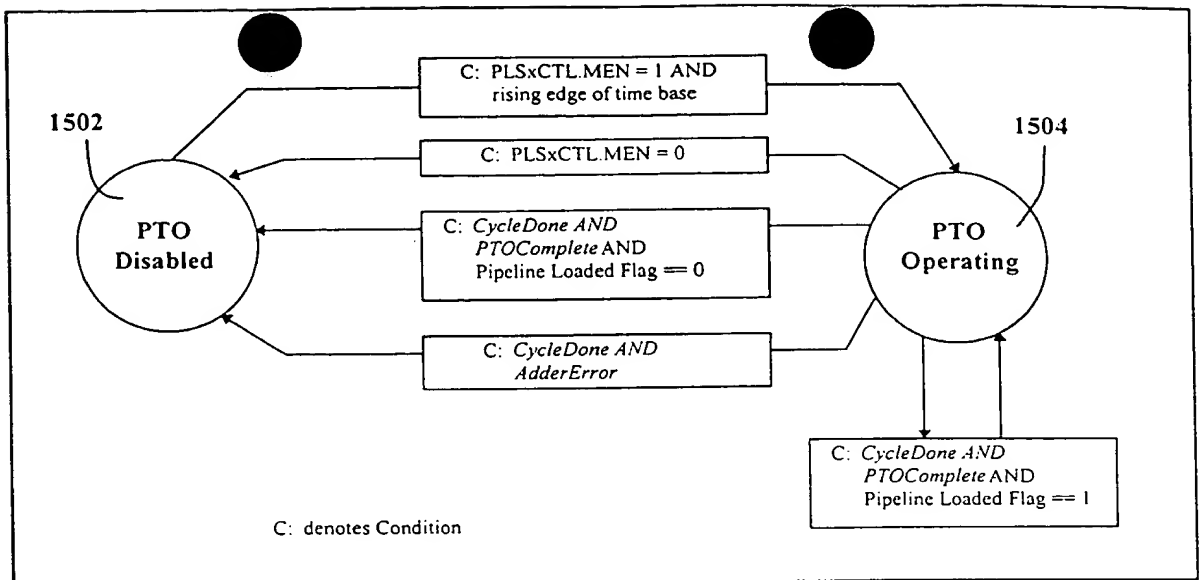 C: PLSxCTL.MEN = 1 AND
rising edge of time base
1502
1504
C: PLSxCTL.MEN = 0
PTO
Disabled
C: CycleDone AND
PTOComplete AND
Pipeline Loaded Flag == 0
PTO
Operating
C: CycleDone AND
AdderError
C: CycleDone AND
PTOComplete AND
Pipeline Loaded Flag == 1
C: denotes Condition